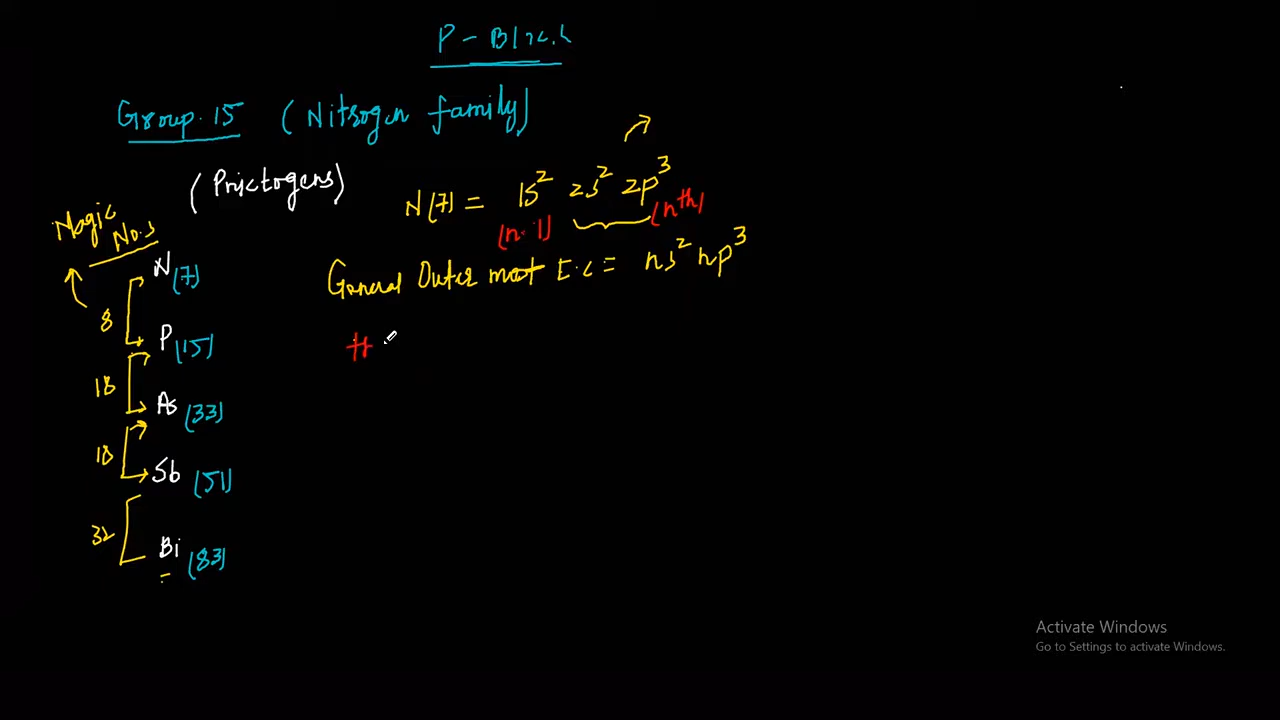 P - Block
Group.15 (Nitrogen family)
(Pnictogens)
N(7) = 1s² 2s² 2p³
(n-1) (nth)
General Outer most E.C = ns² np³
#
Magic
No.s
N (7)
8
P (15)
18
As (33)
18
Sb (51)
32
Bi (83)
Activate Windows
Go to Settings to activate Windows.